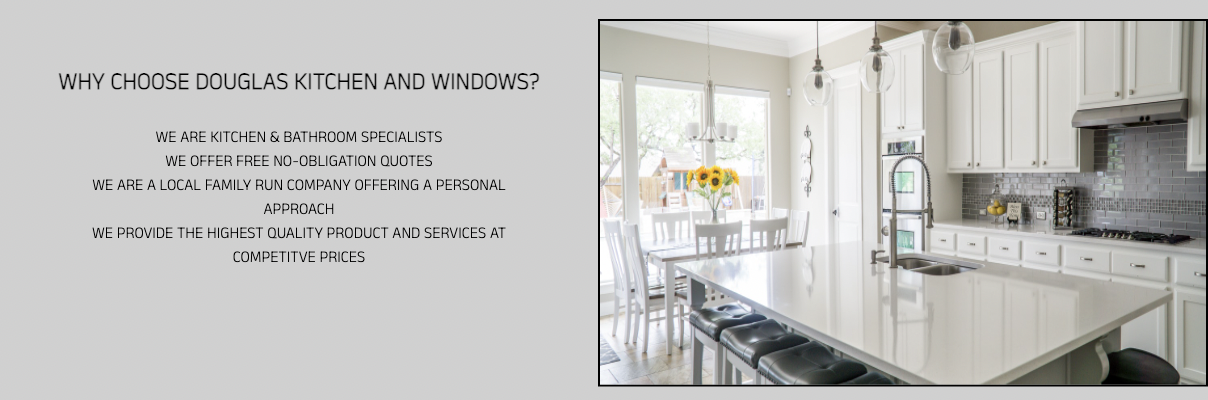 WHY CHOOSE DOUGLAS KITCHEN AND WINDOWS?
WE ARE KITCHEN & BATHROOM SPECIALISTS
WE OFFER FREE NO-OBLIGATION QUOTES
WE ARE A LOCAL FAMILY RUN COMPANY OFFERING A PERSONAL
APPROACH
WE PROVIDE THE HIGHEST QUALITY PRODUCT AND SERVICES AT
COMPETITVE PRICES